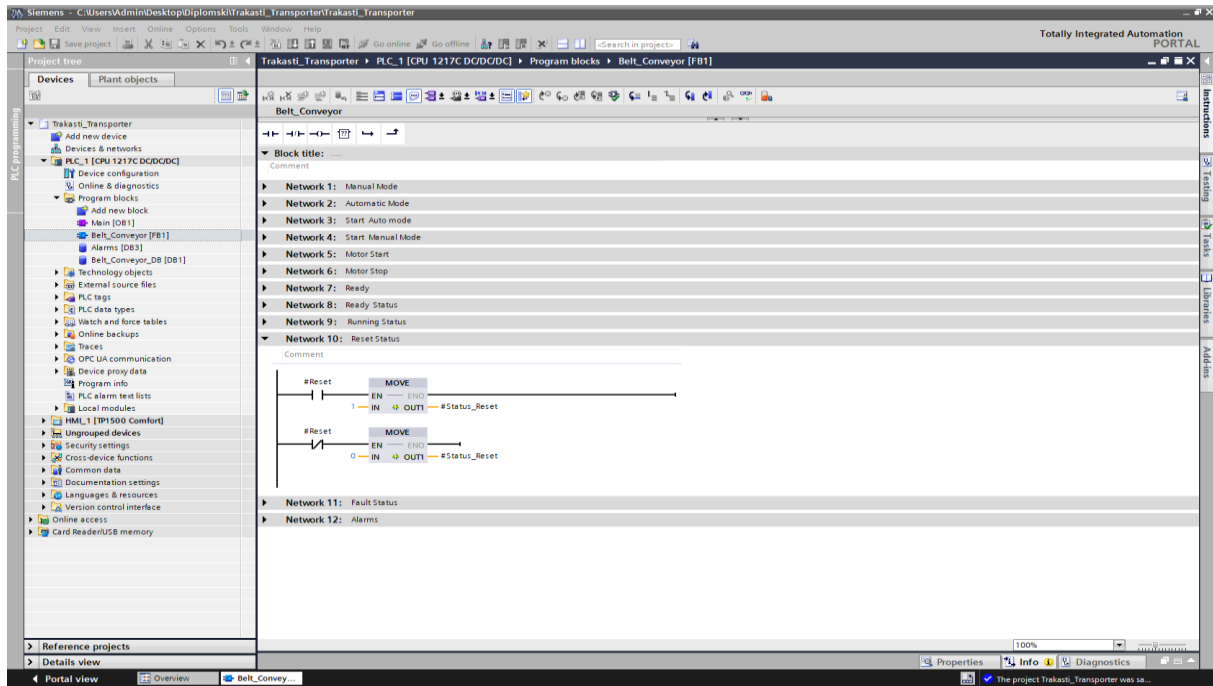 Siemens - C:\Users\Admin\Desktop\Diplomski\Trakasti_Transporter\Trakasti_Transporter
Project Edit View Insert Online Options Tools Window Help
Totally Integrated Automation
PORTAL
Save project
Go online
Go offline
<Search in project>
Project tree
Trakasti_Transporter ▸ PLC_1 [CPU 1217C DC/DC/DC] ▸ Program blocks ▸ Belt_Conveyor [FB1]
Devices
Plant objects
PLC programming
Trakasti_Transporter
Add new device
Devices & networks
PLC_1 [CPU 1217C DC/DC/DC]
Device configuration
Online & diagnostics
Program blocks
Add new block
Main [OB1]
Belt_Conveyor [FB1]
Alarms [DB3]
Belt_Conveyor_DB [DB1]
Technology objects
External source files
PLC tags
PLC data types
Watch and force tables
Online backups
Traces
OPC UA communication
Device proxy data
Program info
PLC alarm text lists
Local modules
HMI_1 [TP1500 Comfort]
Ungrouped devices
Security settings
Cross-device functions
Common data
Documentation settings
Languages & resources
Version control interface
Online access
Card Reader/USB memory
Reference projects
Details view
Belt_Conveyor
??
Block title: .....
Comment
Network 1: Manual Mode
Network 2: Automatic Mode
Network 3: Start Auto mode
Network 4: Start Manual Mode
Network 5: Motor Start
Network 6: Motor Stop
Network 7: Ready
Network 8: Ready Status
Network 9: Running Status
Network 10: Reset Status
Comment
#Reset
MOVE
EN ENO
1 IN OUT1 #Status_Reset
#Reset
MOVE
EN ENO
0 IN OUT1 #Status_Reset
Network 11: Fault Status
Network 12: Alarms
100%
Properties
Info
Diagnostics
Instructions
Testing
Tasks
Libraries
Add-ins
Portal view
Overview
Belt_Convey...
The project Trakasti_Transporter was sa...